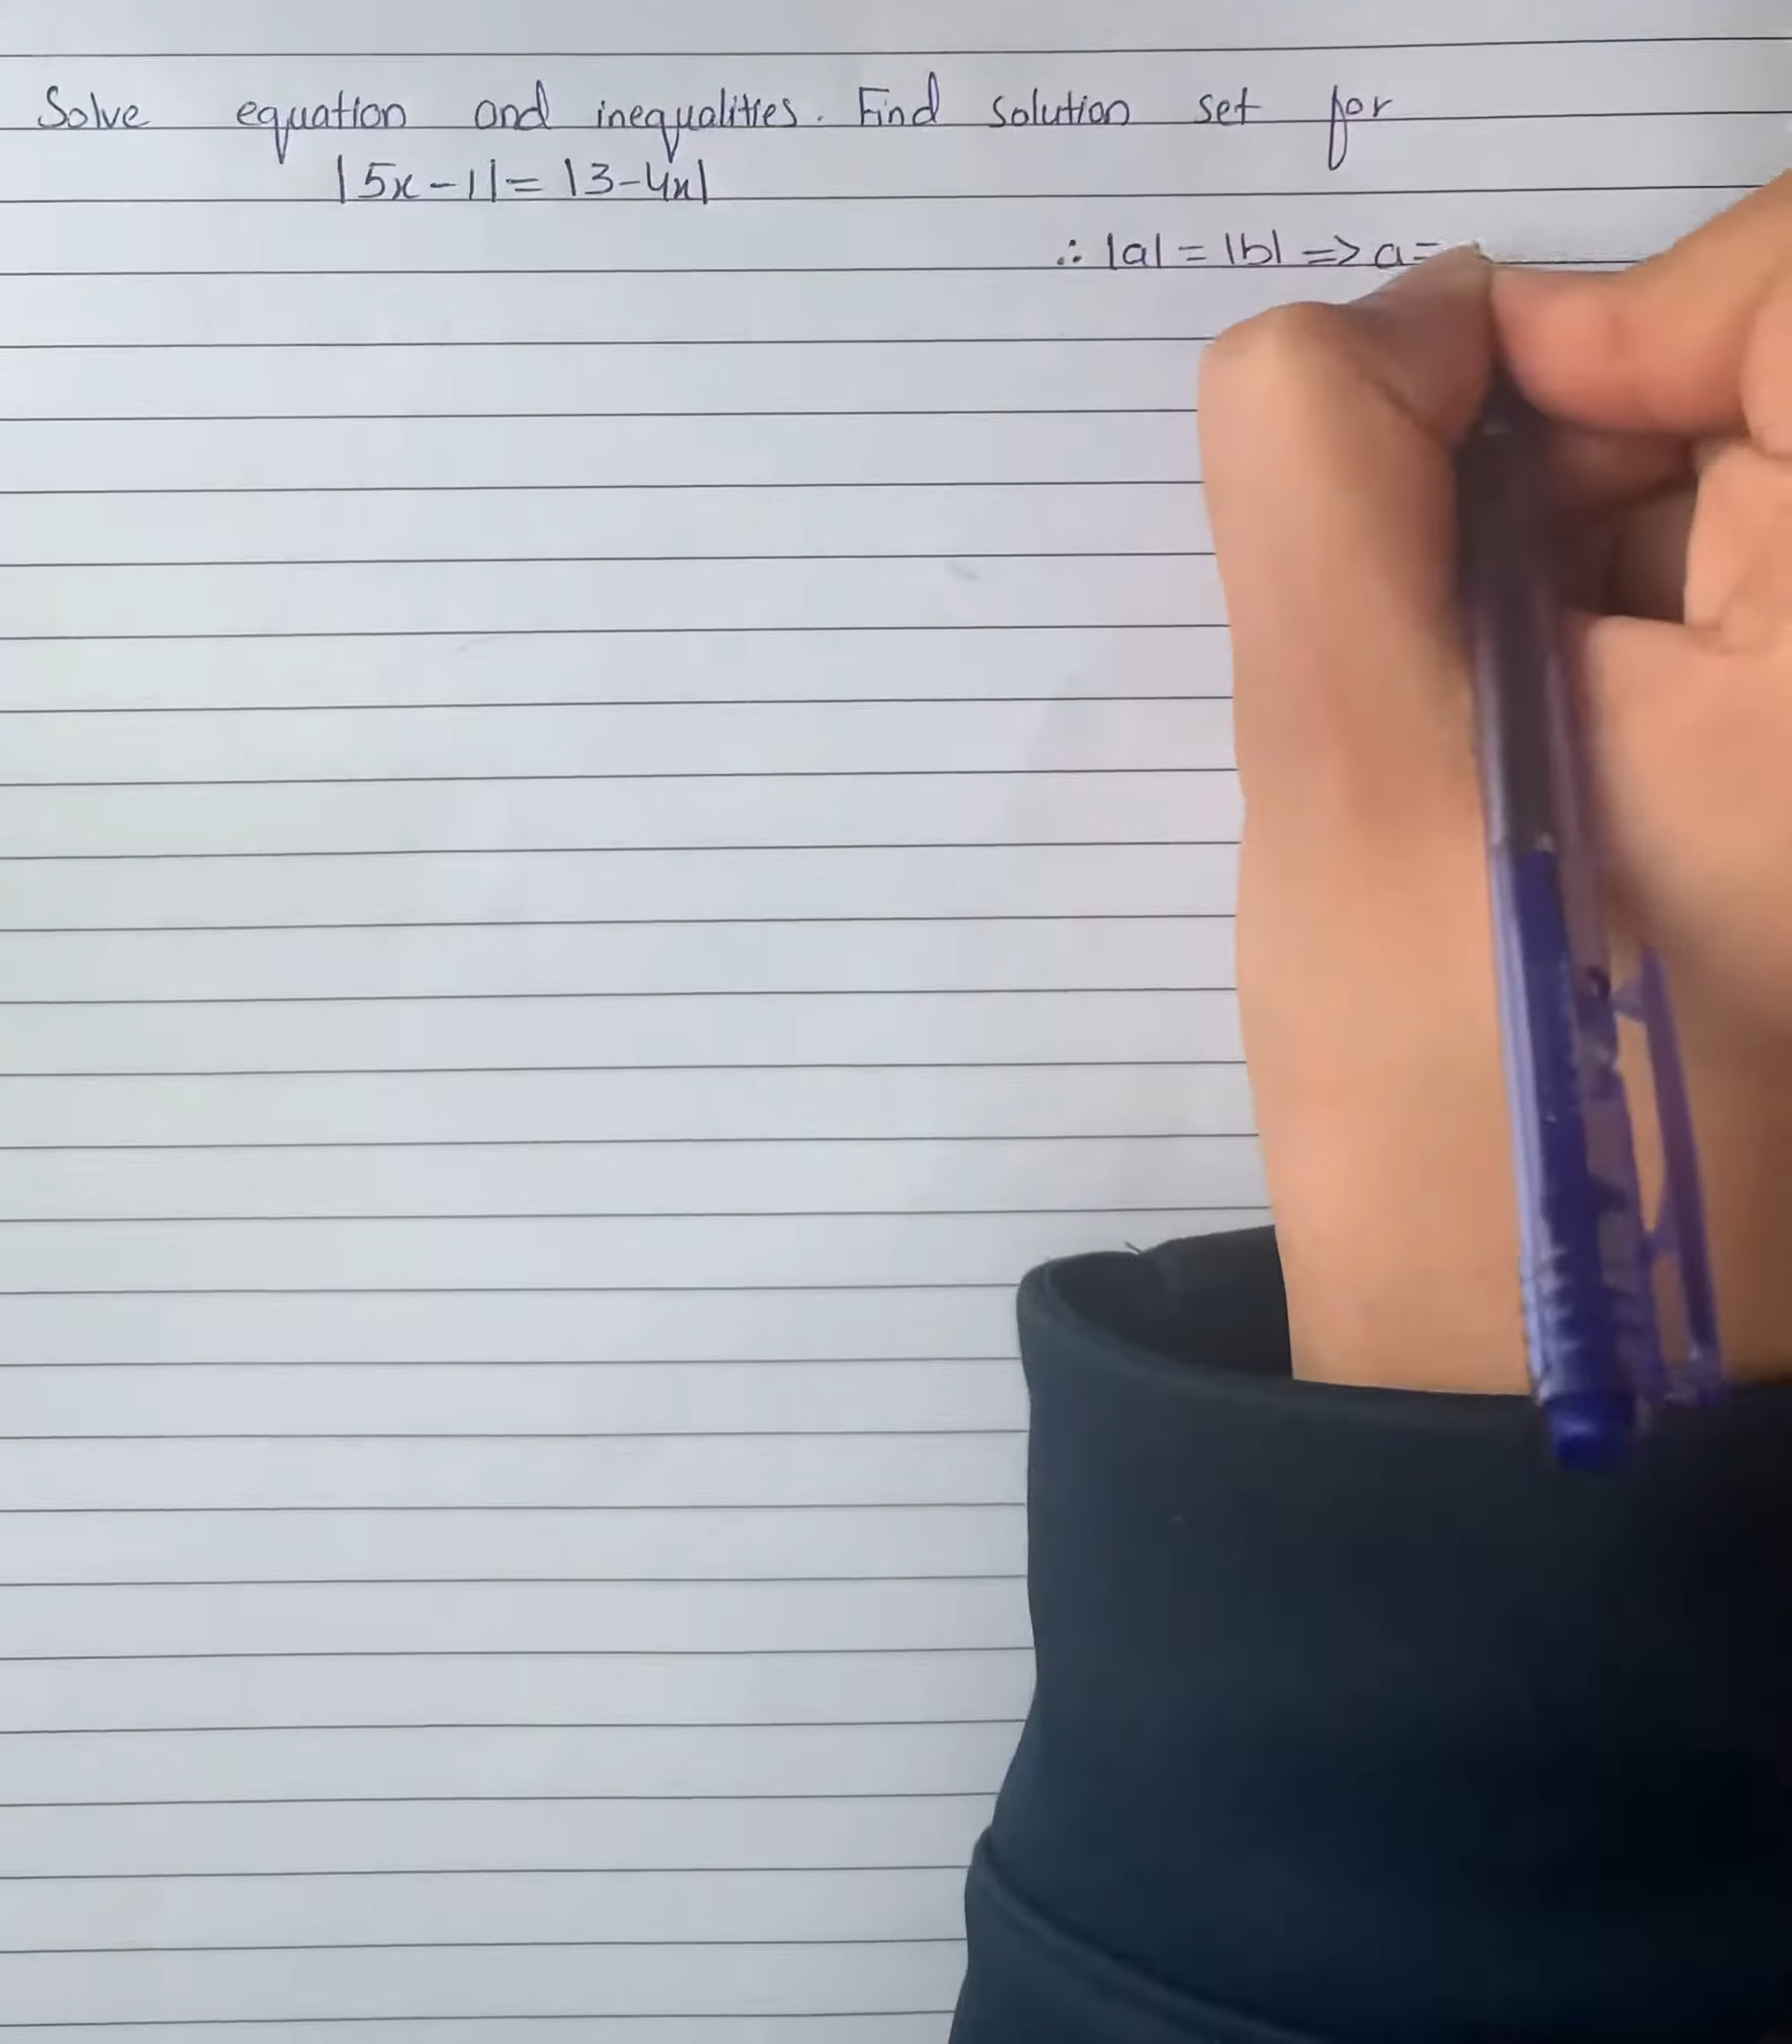 Solve equation and inequalities. Find solution set for
|5x-1|= |3-4x|
∴ |a| = |b| => a=